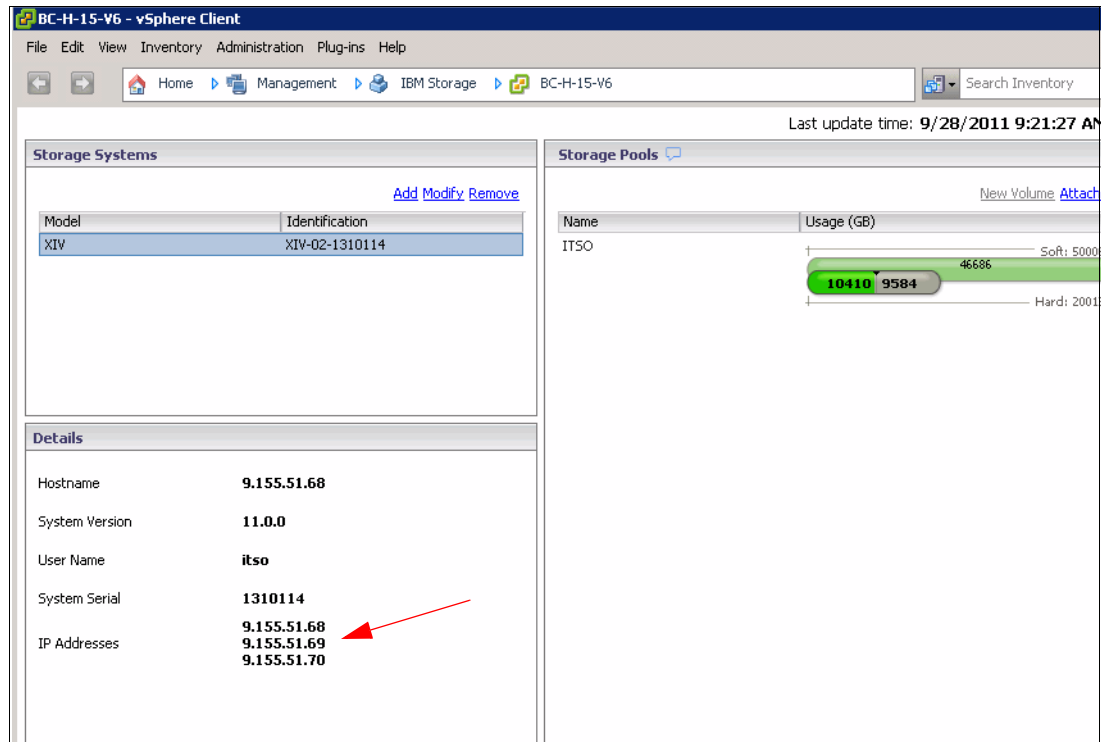 BC-H-15-V6 - vSphere Client
File Edit View Inventory Administration Plug-ins Help
Home Management IBM Storage BC-H-15-V6 Search Inventory
Last update time: 9/28/2011 9:21:27 AM
Storage Systems
Add Modify Remove
Model Identification
XIV XIV-02-1310114
Details
Hostname 9.155.51.68
System Version 11.0.0
User Name itso
System Serial 1310114
IP Addresses
9.155.51.68
9.155.51.69
9.155.51.70
Storage Pools
New Volume Attach
Name Usage (GB)
ITSO
Soft:
46686
10410 9584
Hard: